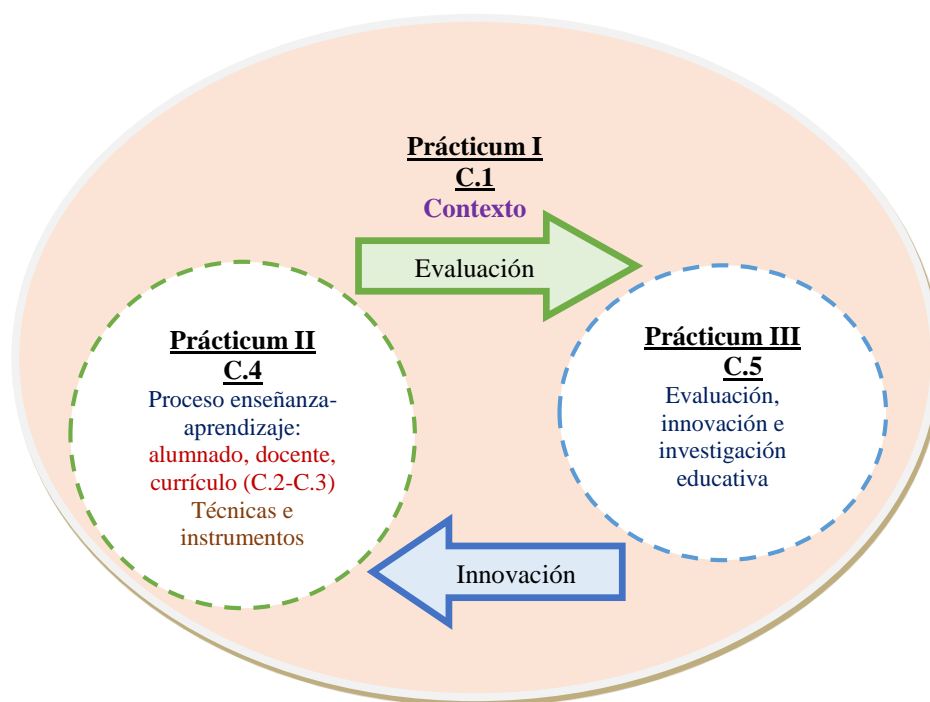 Prácticum I
C.1
Contexto
Evaluación
Prácticum II
C.4
Proceso enseñanza-
aprendizaje:
alumnado, docente,
currículo (C.2-C.3)
Técnicas e
instrumentos
Prácticum III
C.5
Evaluación,
innovación e
investigación
educativa
Innovación